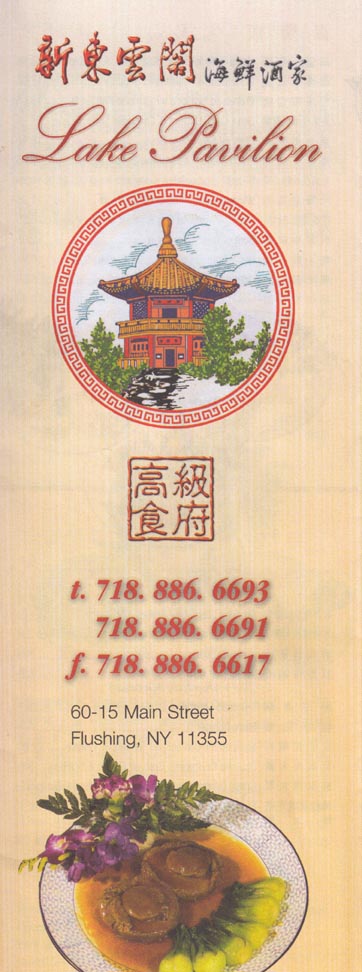 新東雲閣 海鮮酒家
Lake Pavilion
高級
食府
t. 718. 886. 6693
718. 886. 6691
f. 718. 886. 6617
60-15 Main Street
Flushing, NY 11355